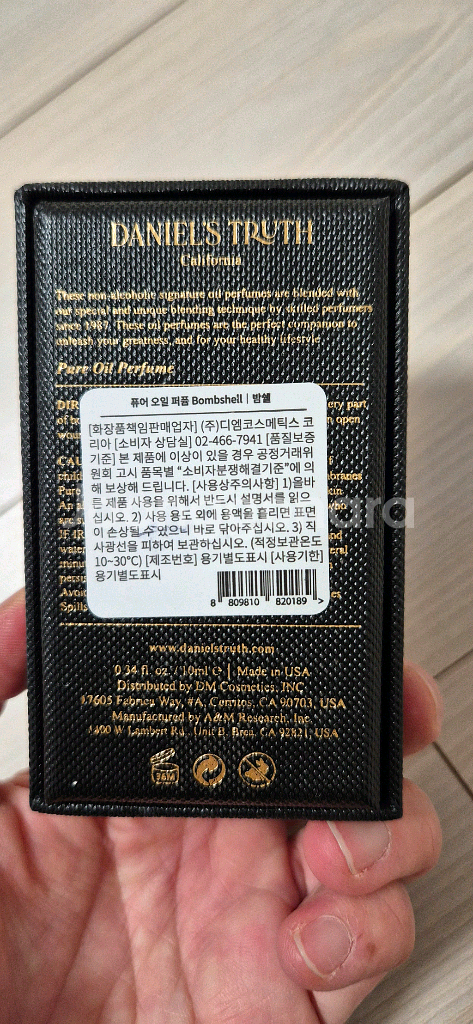 DANIEL'S TRUTH
California
These non-alcoholic signature oil perfumes are blended with
our special and unique blending technique by skilled perfumers
since 1987. These oil perfumes are the perfect companion to
unleash your greatness, and for your healthy lifestyle
Pure Oil Perfume
퓨어 오일 퍼퓸 Bombshell | 밤쉘
[화장품책임판매업자] (주)디엠코스메틱스 코
리아 [소비자 상담실] 02-466-7941 [품질보증
기준] 본 제품에 이상이 있을 경우 공정거래위
원회 고시 품목별 "소비자분쟁해결기준"에 의
해 보상해 드립니다. [사용상주의사항] 1)올바
른 제품 사용을 위해서 반드시 설명서를 읽으
십시오. 2) 사용 용도 외에 용액을 흘리면 표면
이 손상될 수 있으니 바로 닦아주십시오. 3) 직
사광선을 피하여 보관하십시오. (적정보관온도
10~30°C) [제조번호] 용기별도표시 [사용기한]
용기별도표시
8 809810 820189 >
www.danielstruth.com
0.34 fl. oz. / 10ml ℮ | Made in USA
Distributed by DM Cosmetics, INC
17605 Fabrica Way, #A, Cerritos, CA 90703, USA
Manufactured by A&M Research, Inc.
1400 W Lambert Rd, Unit B, Brea, CA 92821, USA
36M